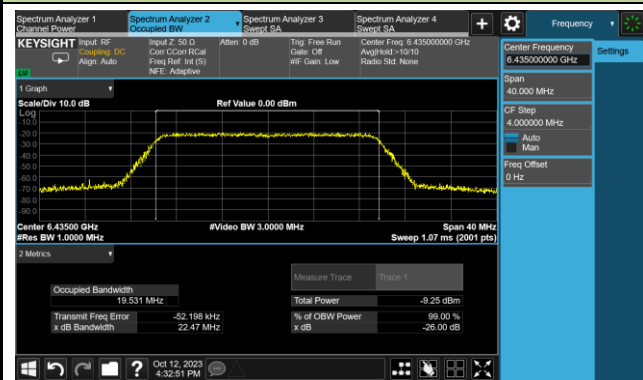 Spectrum Analyzer 1
Channel Power
Spectrum Analyzer 2
Occupied BW
Spectrum Analyzer 3
Swept SA
Spectrum Analyzer 4
Swept SA
Frequency
KEYSIGHT
Input: RF
Coupling: DC
Align: Auto
Input Z: 50 Ω
Corr CCorr RCal
Freq Ref: Int (S)
NFE: Adaptive
Atten: 0 dB
Trig: Free Run
Gate: Off
#IF Gain: Low
Center Freq: 6.435000000 GHz
Avg|Hold:>10/10
Radio Std: None
1 Graph
Scale/Div 10.0 dB
Ref Value 0.00 dBm
Log
-10.0
-20.0
-30.0
-40.0
-50.0
-60.0
-70.0
-80.0
-90.0
Center 6.43500 GHz
#Video BW 3.0000 MHz
Span 40 MHz
#Res BW 1.0000 MHz
Sweep 1.07 ms (2001 pts)
2 Metrics
Measure Trace
Trace 1
Occupied Bandwidth
19.531 MHz
Total Power
-9.25 dBm
Transmit Freq Error
-52.198 kHz
% of OBW Power
99.00 %
x dB Bandwidth
22.47 MHz
x dB
-26.00 dB
Oct 12, 2023
4:32:51 PM
Center Frequency
6.435000000 GHz
Settings
Span
40.000 MHz
CF Step
4.000000 MHz
Auto
Man
Freq Offset
0 Hz